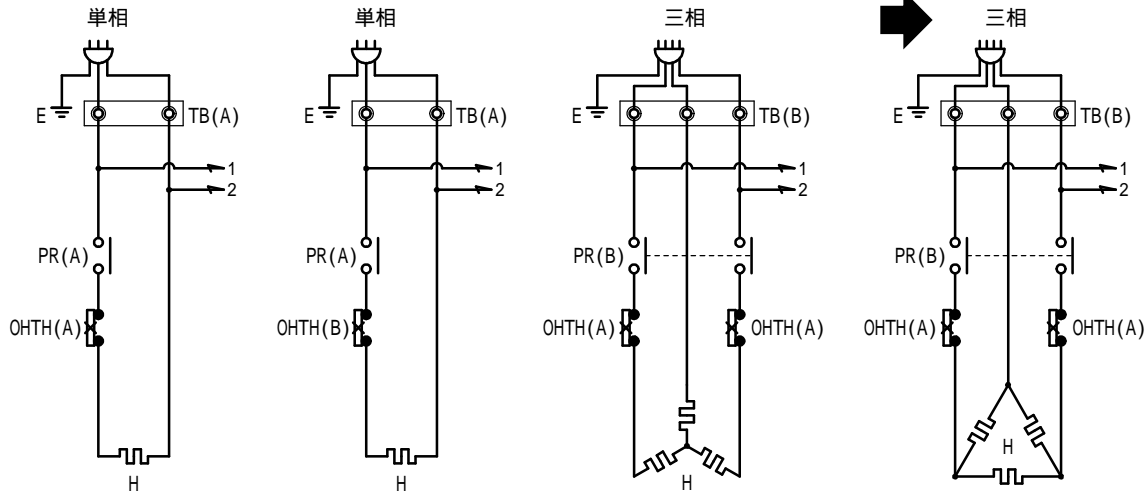 単相 単相 三相 三相
E TB(A) E TB(A) E TB(B) E TB(B)
1 1 1 1
2 2 2 2
PR(A) PR(A) PR(B) PR(B)
OHTH(A) OHTH(B) OHTH(A) OHTH(A) OHTH(A) OHTH(A)
H H H H